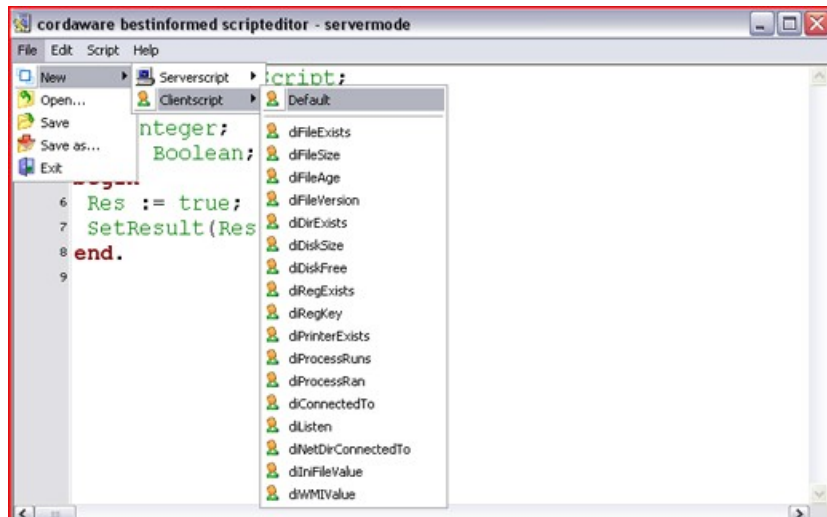 cordaware bestinformed scripteditor - servermode
File Edit Script Help
New
Open...
Save
Save as...
Exit
Serverscript
Clientscript
Default
diFileExists
diFileSize
diFileAge
diFileVersion
diDirExists
diDiskSize
diDiskFree
diRegExists
diRegKey
diPrinterExists
diProcessRuns
diProcessRan
diConnectedTo
diListen
diNetDirConnectedTo
diIniFileValue
diWMIValue
cript;
nteger;
Boolean;
6 Res := true;
7 SetResult(Res
8 end.
9